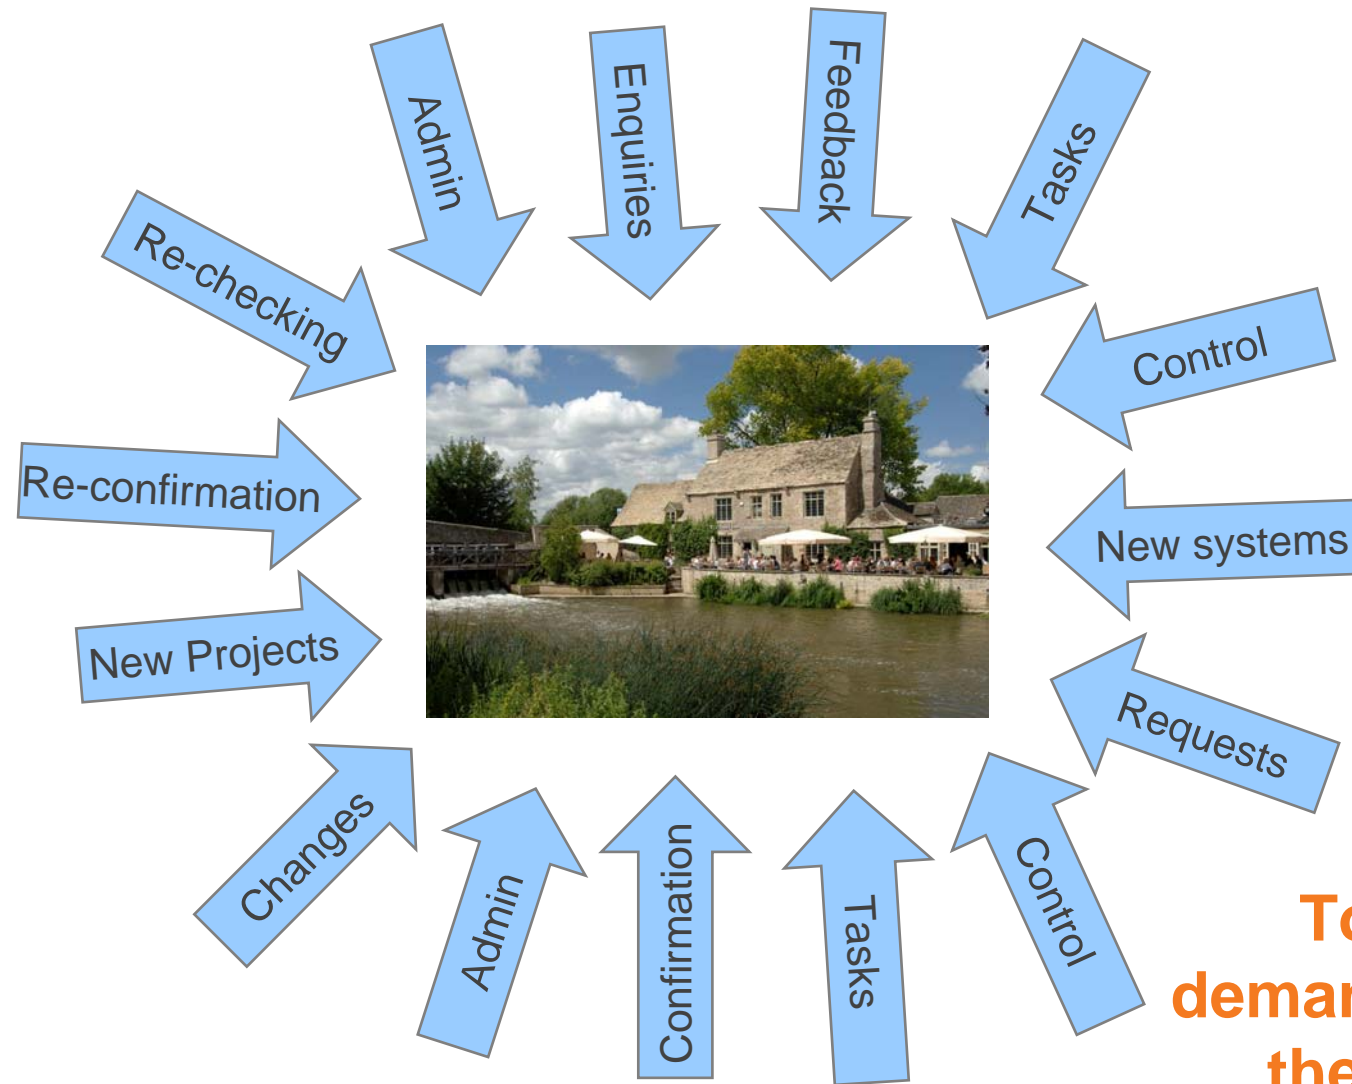 Admin
Enquiries
Feedback
Tasks
Re-checking
Control
Re-confirmation
New systems
New Projects
Requests
Changes
Admin
Confirmation
Tasks
Control
the